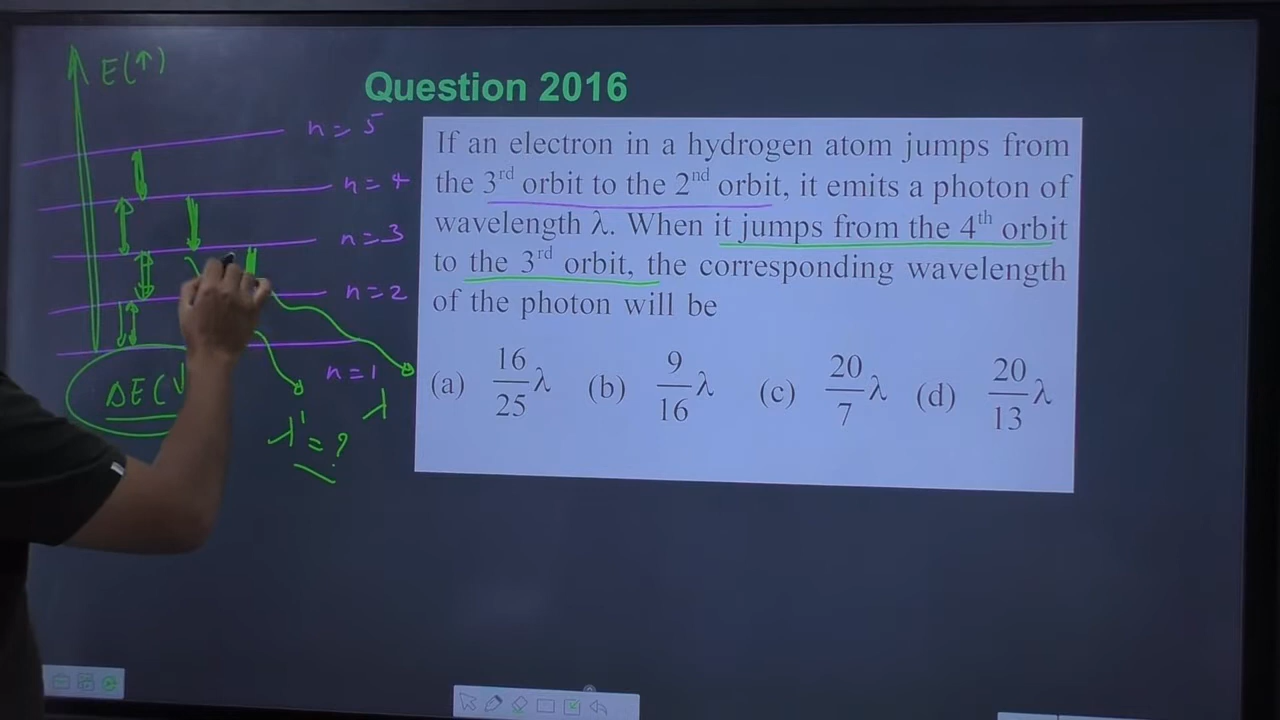 E(↑)
Question 2016
n = 5
n = 4
n = 3
n = 2
n = 1
If an electron in a hydrogen atom jumps from
the 3rd orbit to the 2nd orbit, it emits a photon of
wavelength λ. When it jumps from the 4th orbit
to the 3rd orbit, the corresponding wavelength
of the photon will be
(a) 16/25 λ (b) 9/16 λ (c) 20/7 λ (d) 20/13 λ
λ
λ' = ?